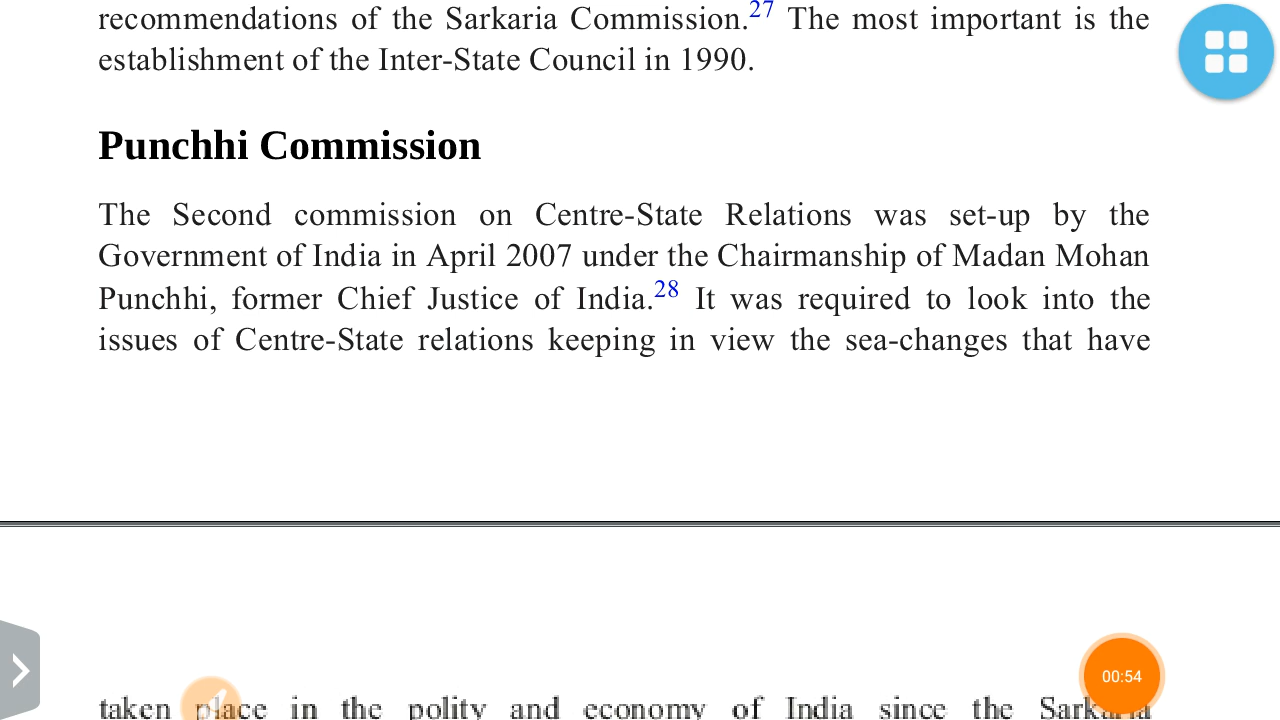 recommendations of the Sarkaria Commission.27 The most important is the
establishment of the Inter-State Council in 1990.
Punchhi Commission
The Second commission on Centre-State Relations was set-up by the
Government of India in April 2007 under the Chairmanship of Madan Mohan
Punchhi, former Chief Justice of India.28 It was required to look into the
issues of Centre-State relations keeping in view the sea-changes that have
00:54
taken place in the polity and economy of India since the Sarkaria